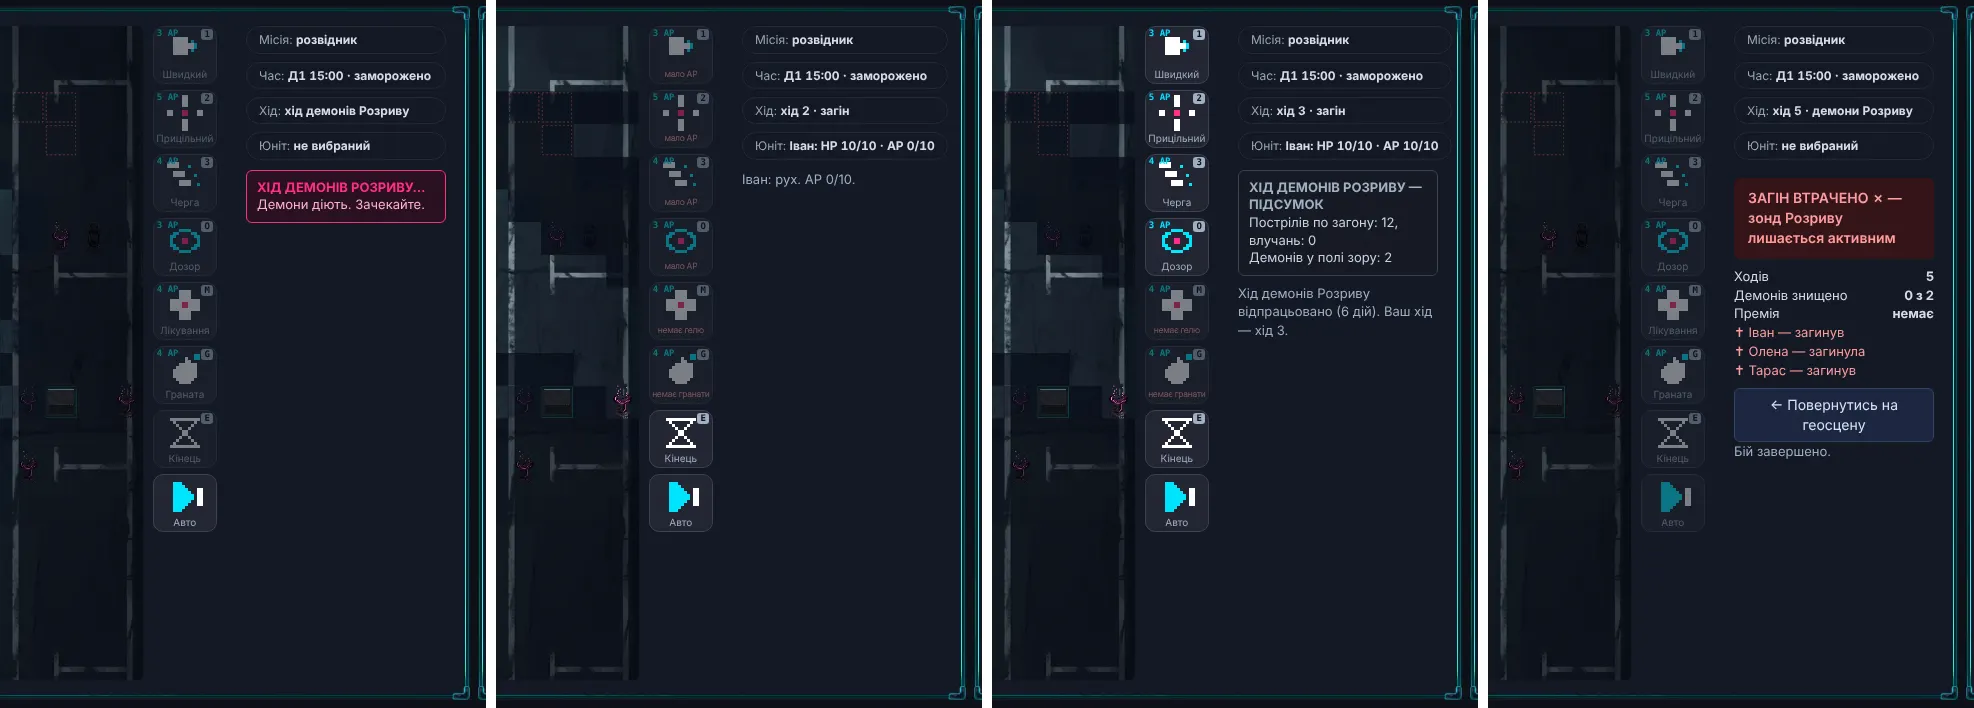 3 AP 1
Швидкий
5 AP 2
Прицільний
4 AP 3
Черга
3 AP O
Дозор
4 AP M
Лікування
4 AP G
Граната
E
Кінець
Авто
Місія: розвідник
Час: Д1 15:00 · заморожено
Хід: хід демонів Розриву
Юніт: не вибраний
ХІД ДЕМОНІВ РОЗРИВУ...
Демони діють. Зачекайте.
3 AP 1
мало AP
5 AP 2
мало AP
4 AP 3
мало AP
3 AP O
мало AP
4 AP M
немає гелю
4 AP G
немає гранати
E
Кінець
Авто
Місія: розвідник
Час: Д1 15:00 · заморожено
Хід: хід 2 · загін
Юніт: Іван: HP 10/10 · AP 0/10
Іван: рух. AP 0/10.
3 AP 1
Швидкий
5 AP 2
Прицільний
4 AP 3
Черга
3 AP O
Дозор
4 AP M
немає гелю
4 AP G
немає гранати
E
Кінець
Авто
Місія: розвідник
Час: Д1 15:00 · заморожено
Хід: хід 3 · загін
Юніт: Іван: HP 10/10 · AP 10/10
ХІД ДЕМОНІВ РОЗРИВУ —
ПІДСУМОК
Пострілів по загону: 12,
влучань: 0
Демонів у полі зору: 2
Хід демонів Розриву
відпрацьовано (6 дій). Ваш хід
— хід 3.
3 AP 1
Швидкий
5 AP 2
Прицільний
4 AP 3
Черга
3 AP O
Дозор
4 AP M
Лікування
4 AP G
Граната
E
Кінець
Авто
Місія: розвідник
Час: Д1 15:00 · заморожено
Хід: хід 5 · демони Розриву
Юніт: не вибраний
ЗАГІН ВТРАЧЕНО × —
зонд Розриву
лишається активним
Ходів 5
Демонів знищено 0 з 2
Премія немає
✝ Іван — загинув
✝ Олена — загинула
✝ Тарас — загинув
← Повернутись на
геосцену
Бій завершено.